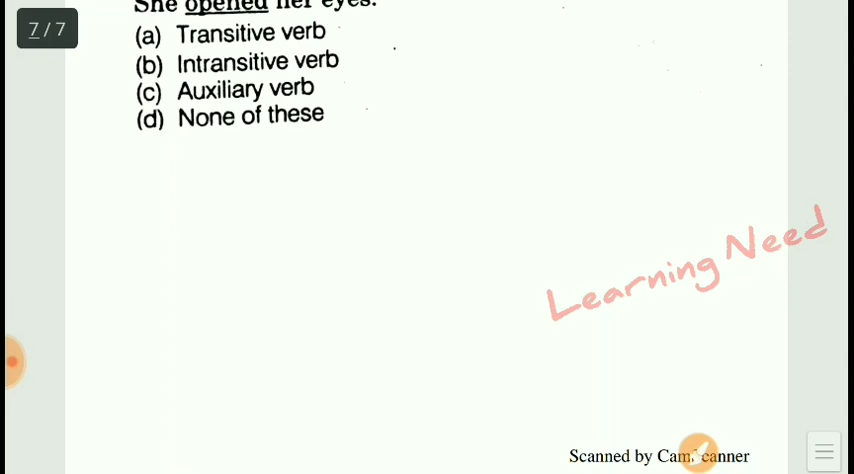 7/7
She opened her eyes.
(a) Transitive verb
(b) Intransitive verb
(c) Auxiliary verb
(d) None of these
Learning Need
Scanned by